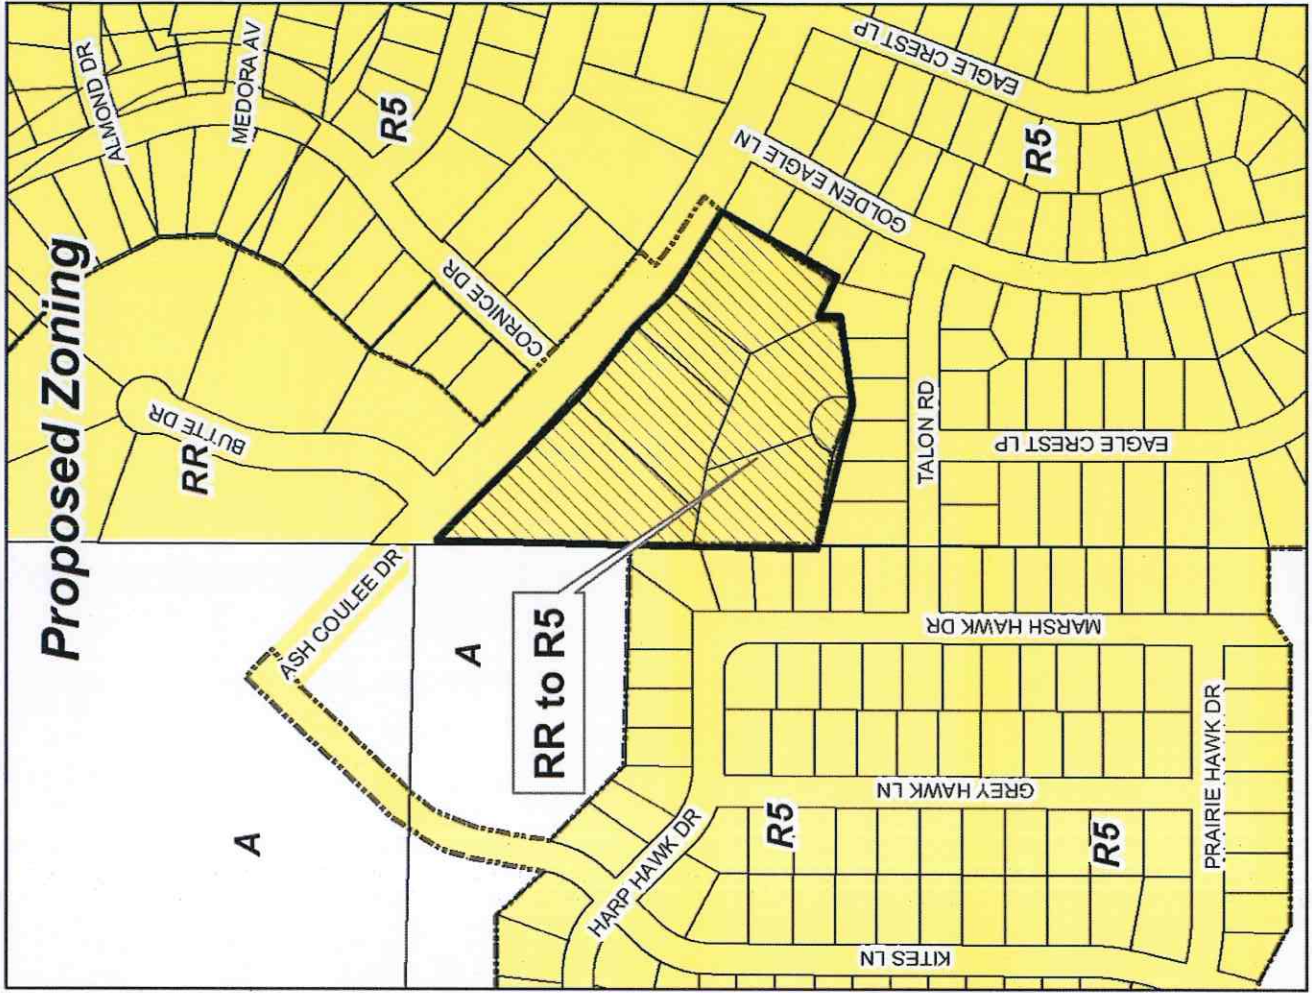 Proposed Zoniing
ALMOND DR
MEDORA AV
R5
EAGLE CREST LP
R5
GOLDEN EAGLE LN
CORNICE DR
BUTTE DR
RR
TALON RD
EAGLE CREST LP
ASH COULEE DR
A
A
RR to R5
MARSH HAWK DR
PRAIRIE HAWK DR
GREY HAWK LN
HARP HAWK DR
R5
R5
KITES LN